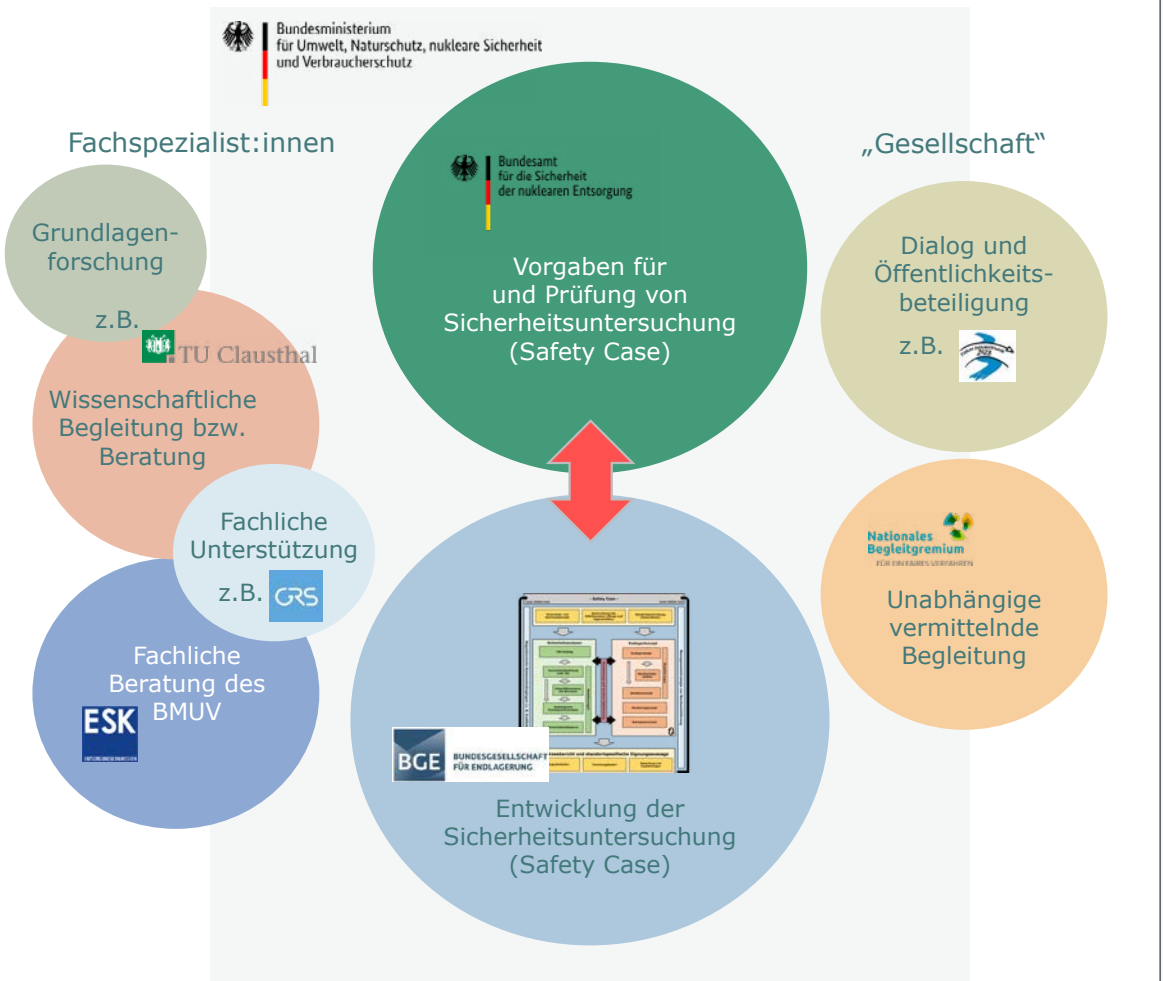 Bundesministerium
für Umwelt, Naturschutz, nukleare Sicherheit
und Verbraucherschutz
Fachspezialist:innen
„Gesellschaft“
Bundesamt
für die Sicherheit
der nuklearen Entsorgung
Vorgaben für
und Prüfung von
Sicherheitsuntersuchung
(Safety Case)
Grundlagen-
forschung
z.B.
TU Clausthal
Wissenschaftliche
Begleitung bzw.
Beratung
Fachliche
Unterstützung
z.B.
GRS
Fachliche
Beratung des
BMUV
ESK
Dialog und
Öffentlichkeits-
beteiligung
z.B.
Nationales
Begleitgremium
FÜR EIN FAIRES VERFAHREN
Unabhängige
vermittelnde
Begleitung
Safety Case
BGE
BUNDESGESELLSCHAFT
FÜR ENDLAGERUNG
Entwicklung der
Sicherheitsuntersuchung
(Safety Case)